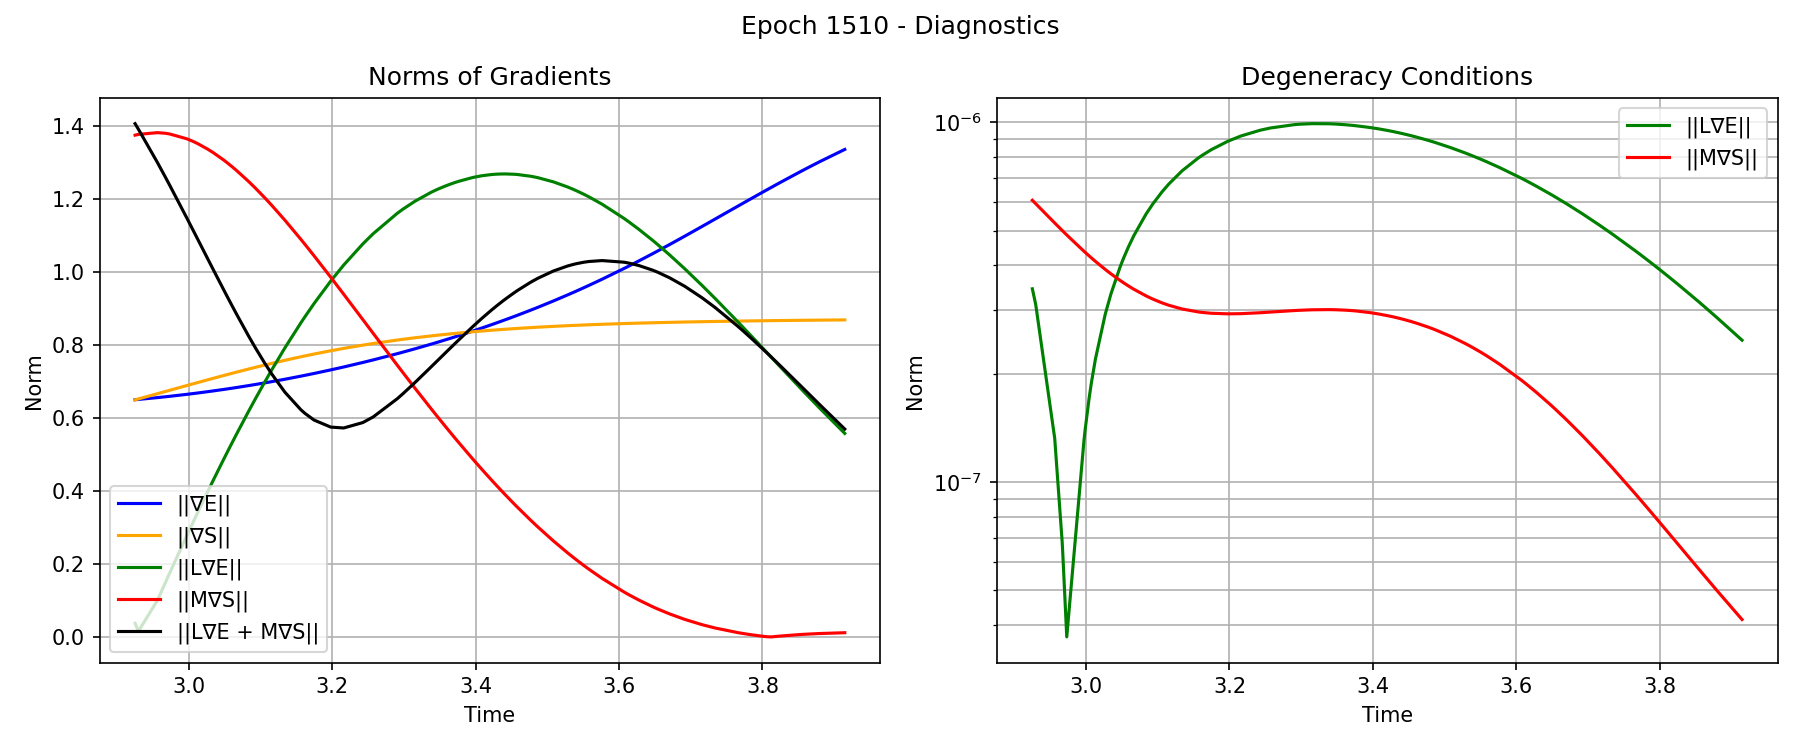 Epoch 1510 - Diagnostics
Norms of Gradients
Norm
1.4
1.2
1.0
0.8
0.6
0.4
0.2
0.0
||∇E||
||∇S||
||L∇E||
||M∇S||
||L∇E + M∇S||
3.0 3.2 3.4 3.6 3.8
Time
Degeneracy Conditions
Norm
10⁻⁶
10⁻⁷
||L∇E||
||M∇S||
3.0 3.2 3.4 3.6 3.8
Time